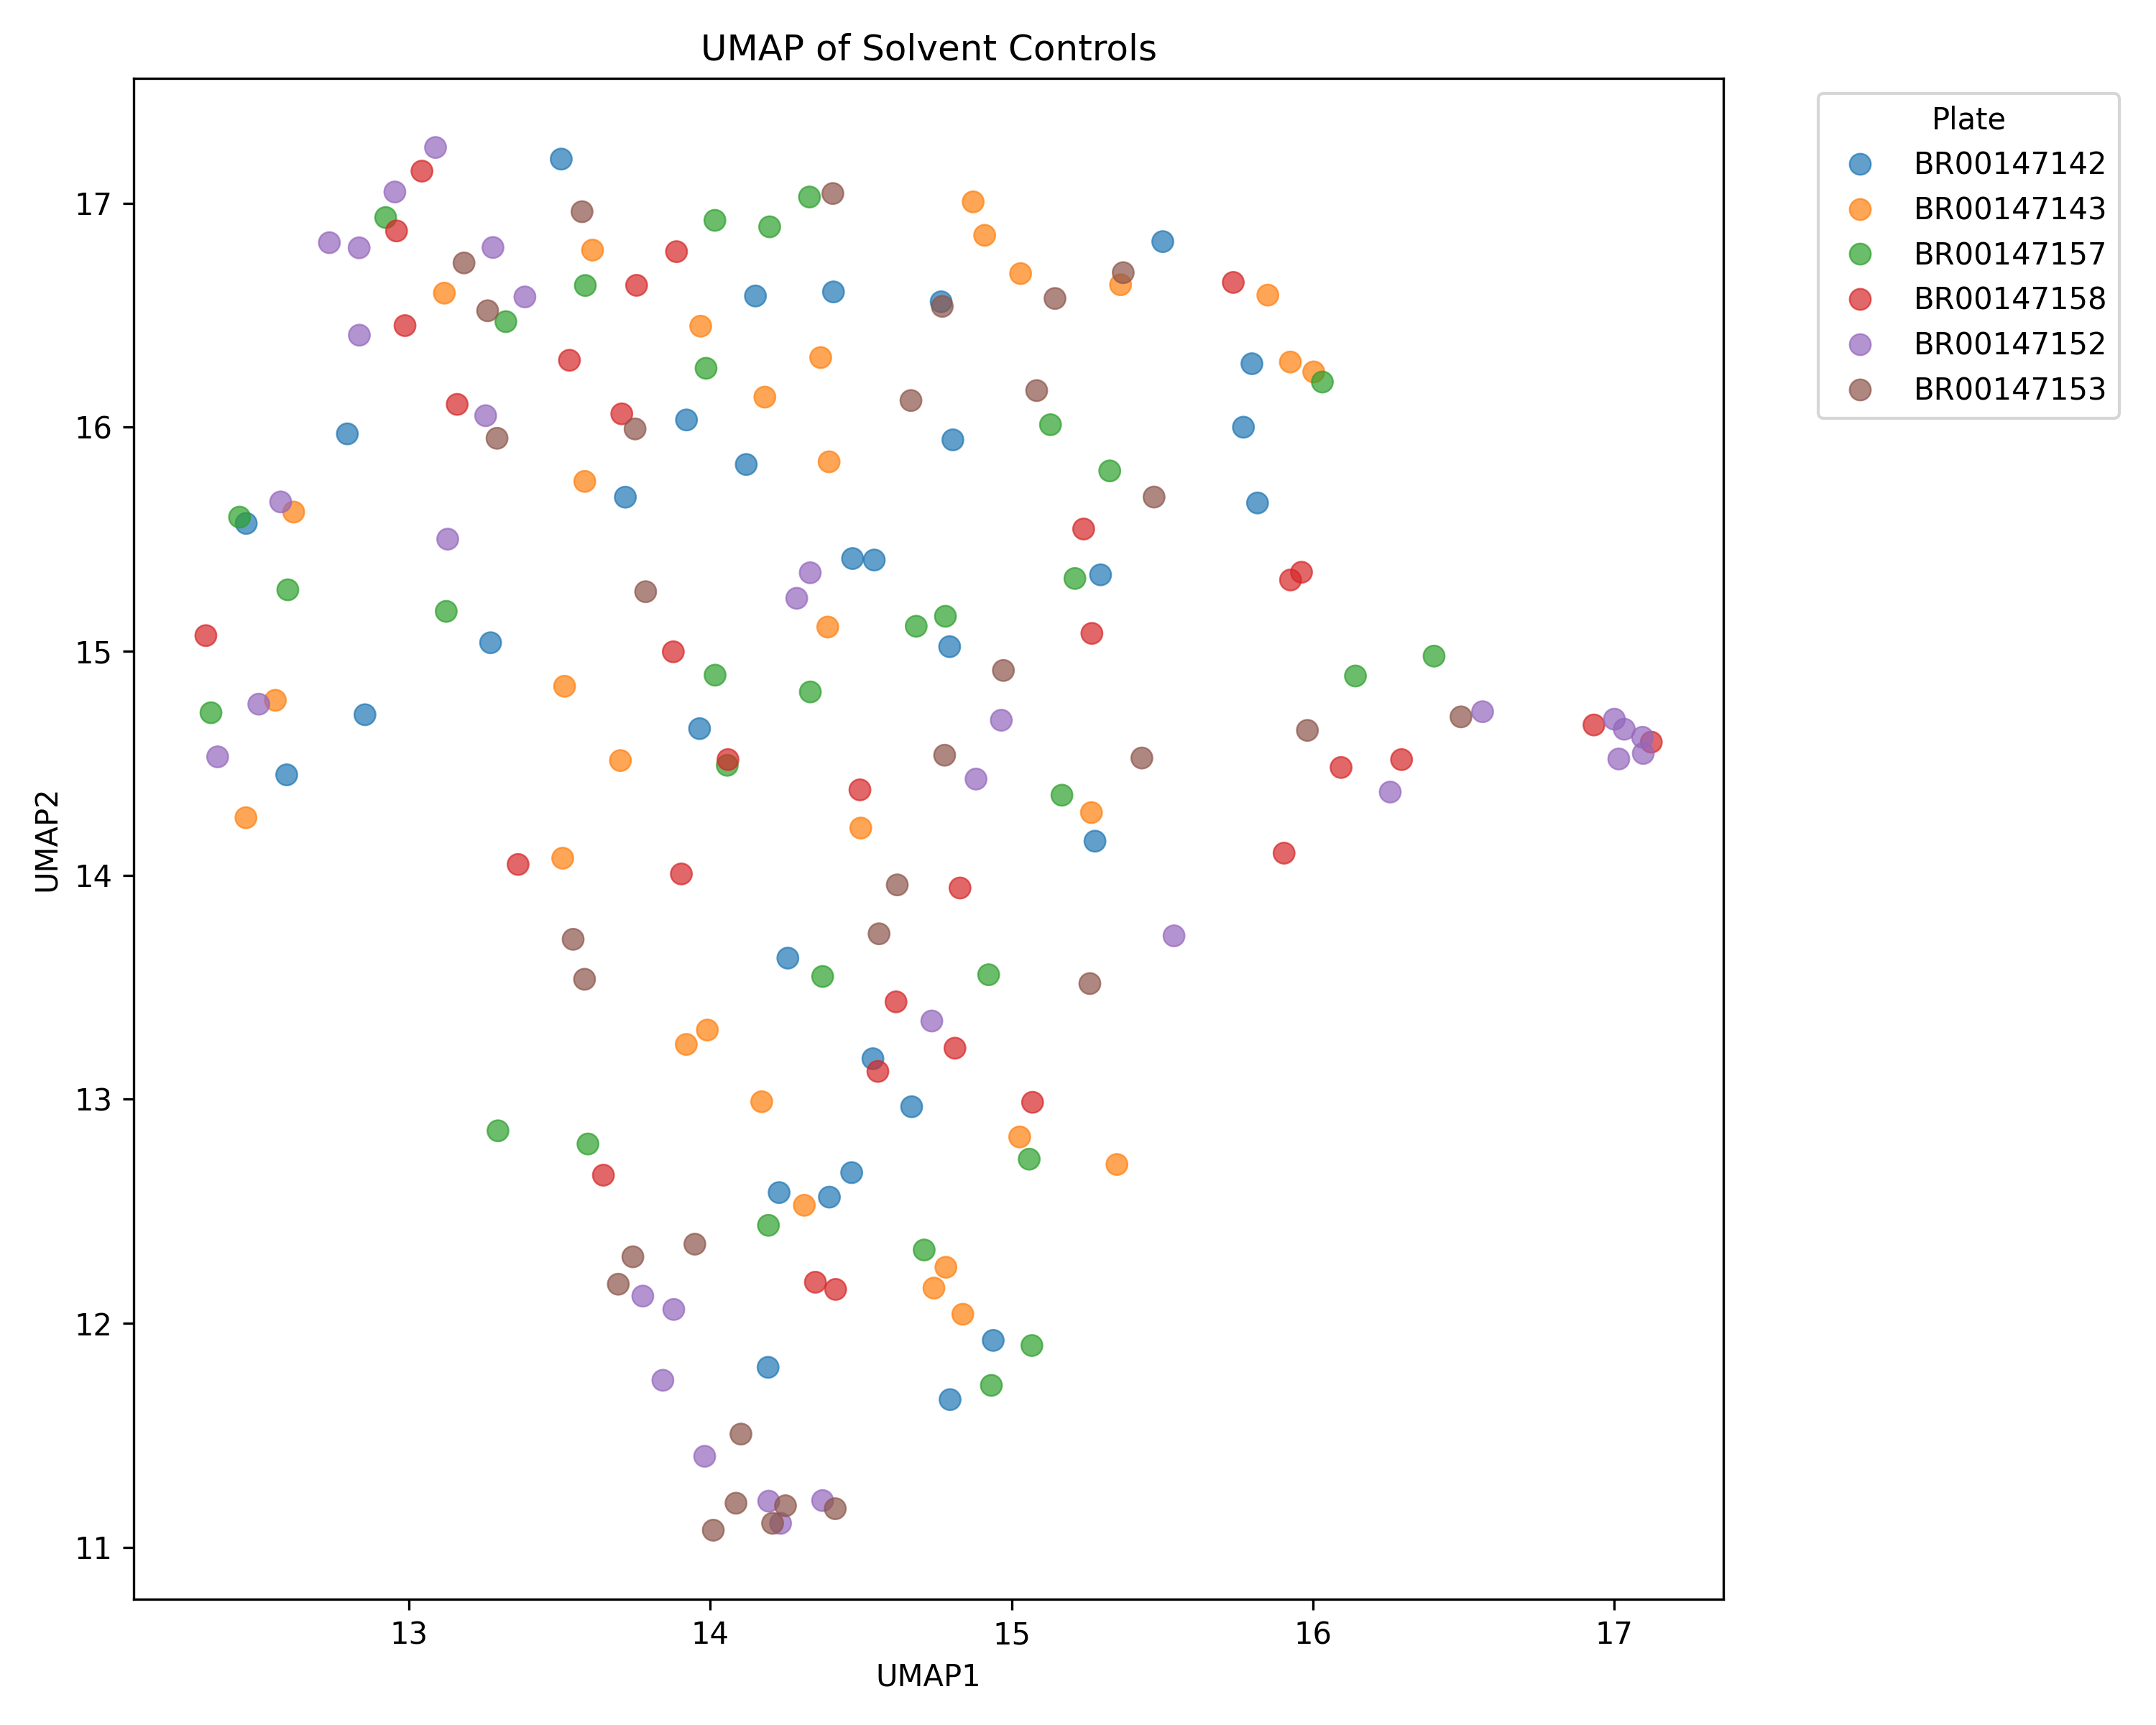 UMAP of Solvent Controls
Plate
BR00147142
BR00147143
BR00147157
BR00147158
BR00147152
BR00147153
UMAP2
17
16
15
14
13
12
11
13 14 15 16 17
UMAP1